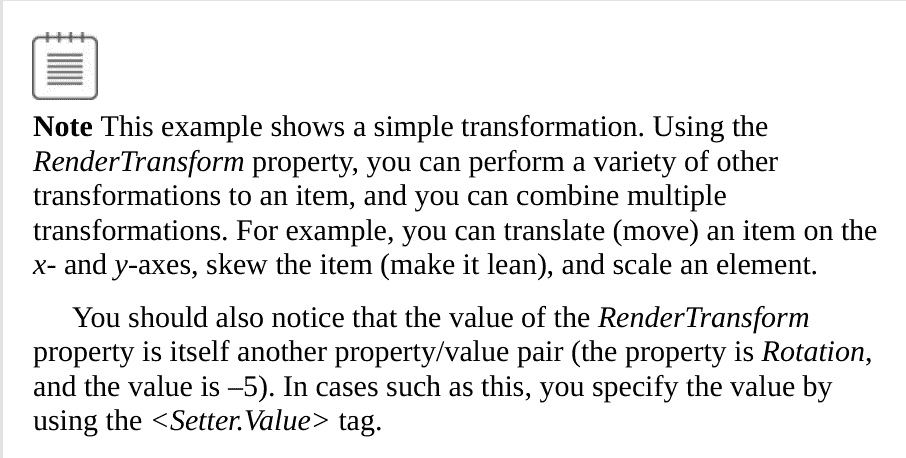 Note This example shows a simple transformation. Using the
RenderTransform property, you can perform a variety of other
transformations to an item, and you can combine multiple
transformations. For example, you can translate (move) an item on the
x- and y-axes, skew the item (make it lean), and scale an element.
You should also notice that the value of the RenderTransform
property is itself another property/value pair (the property is Rotation,
and the value is –5). In cases such as this, you specify the value by
using the <Setter.Value> tag.